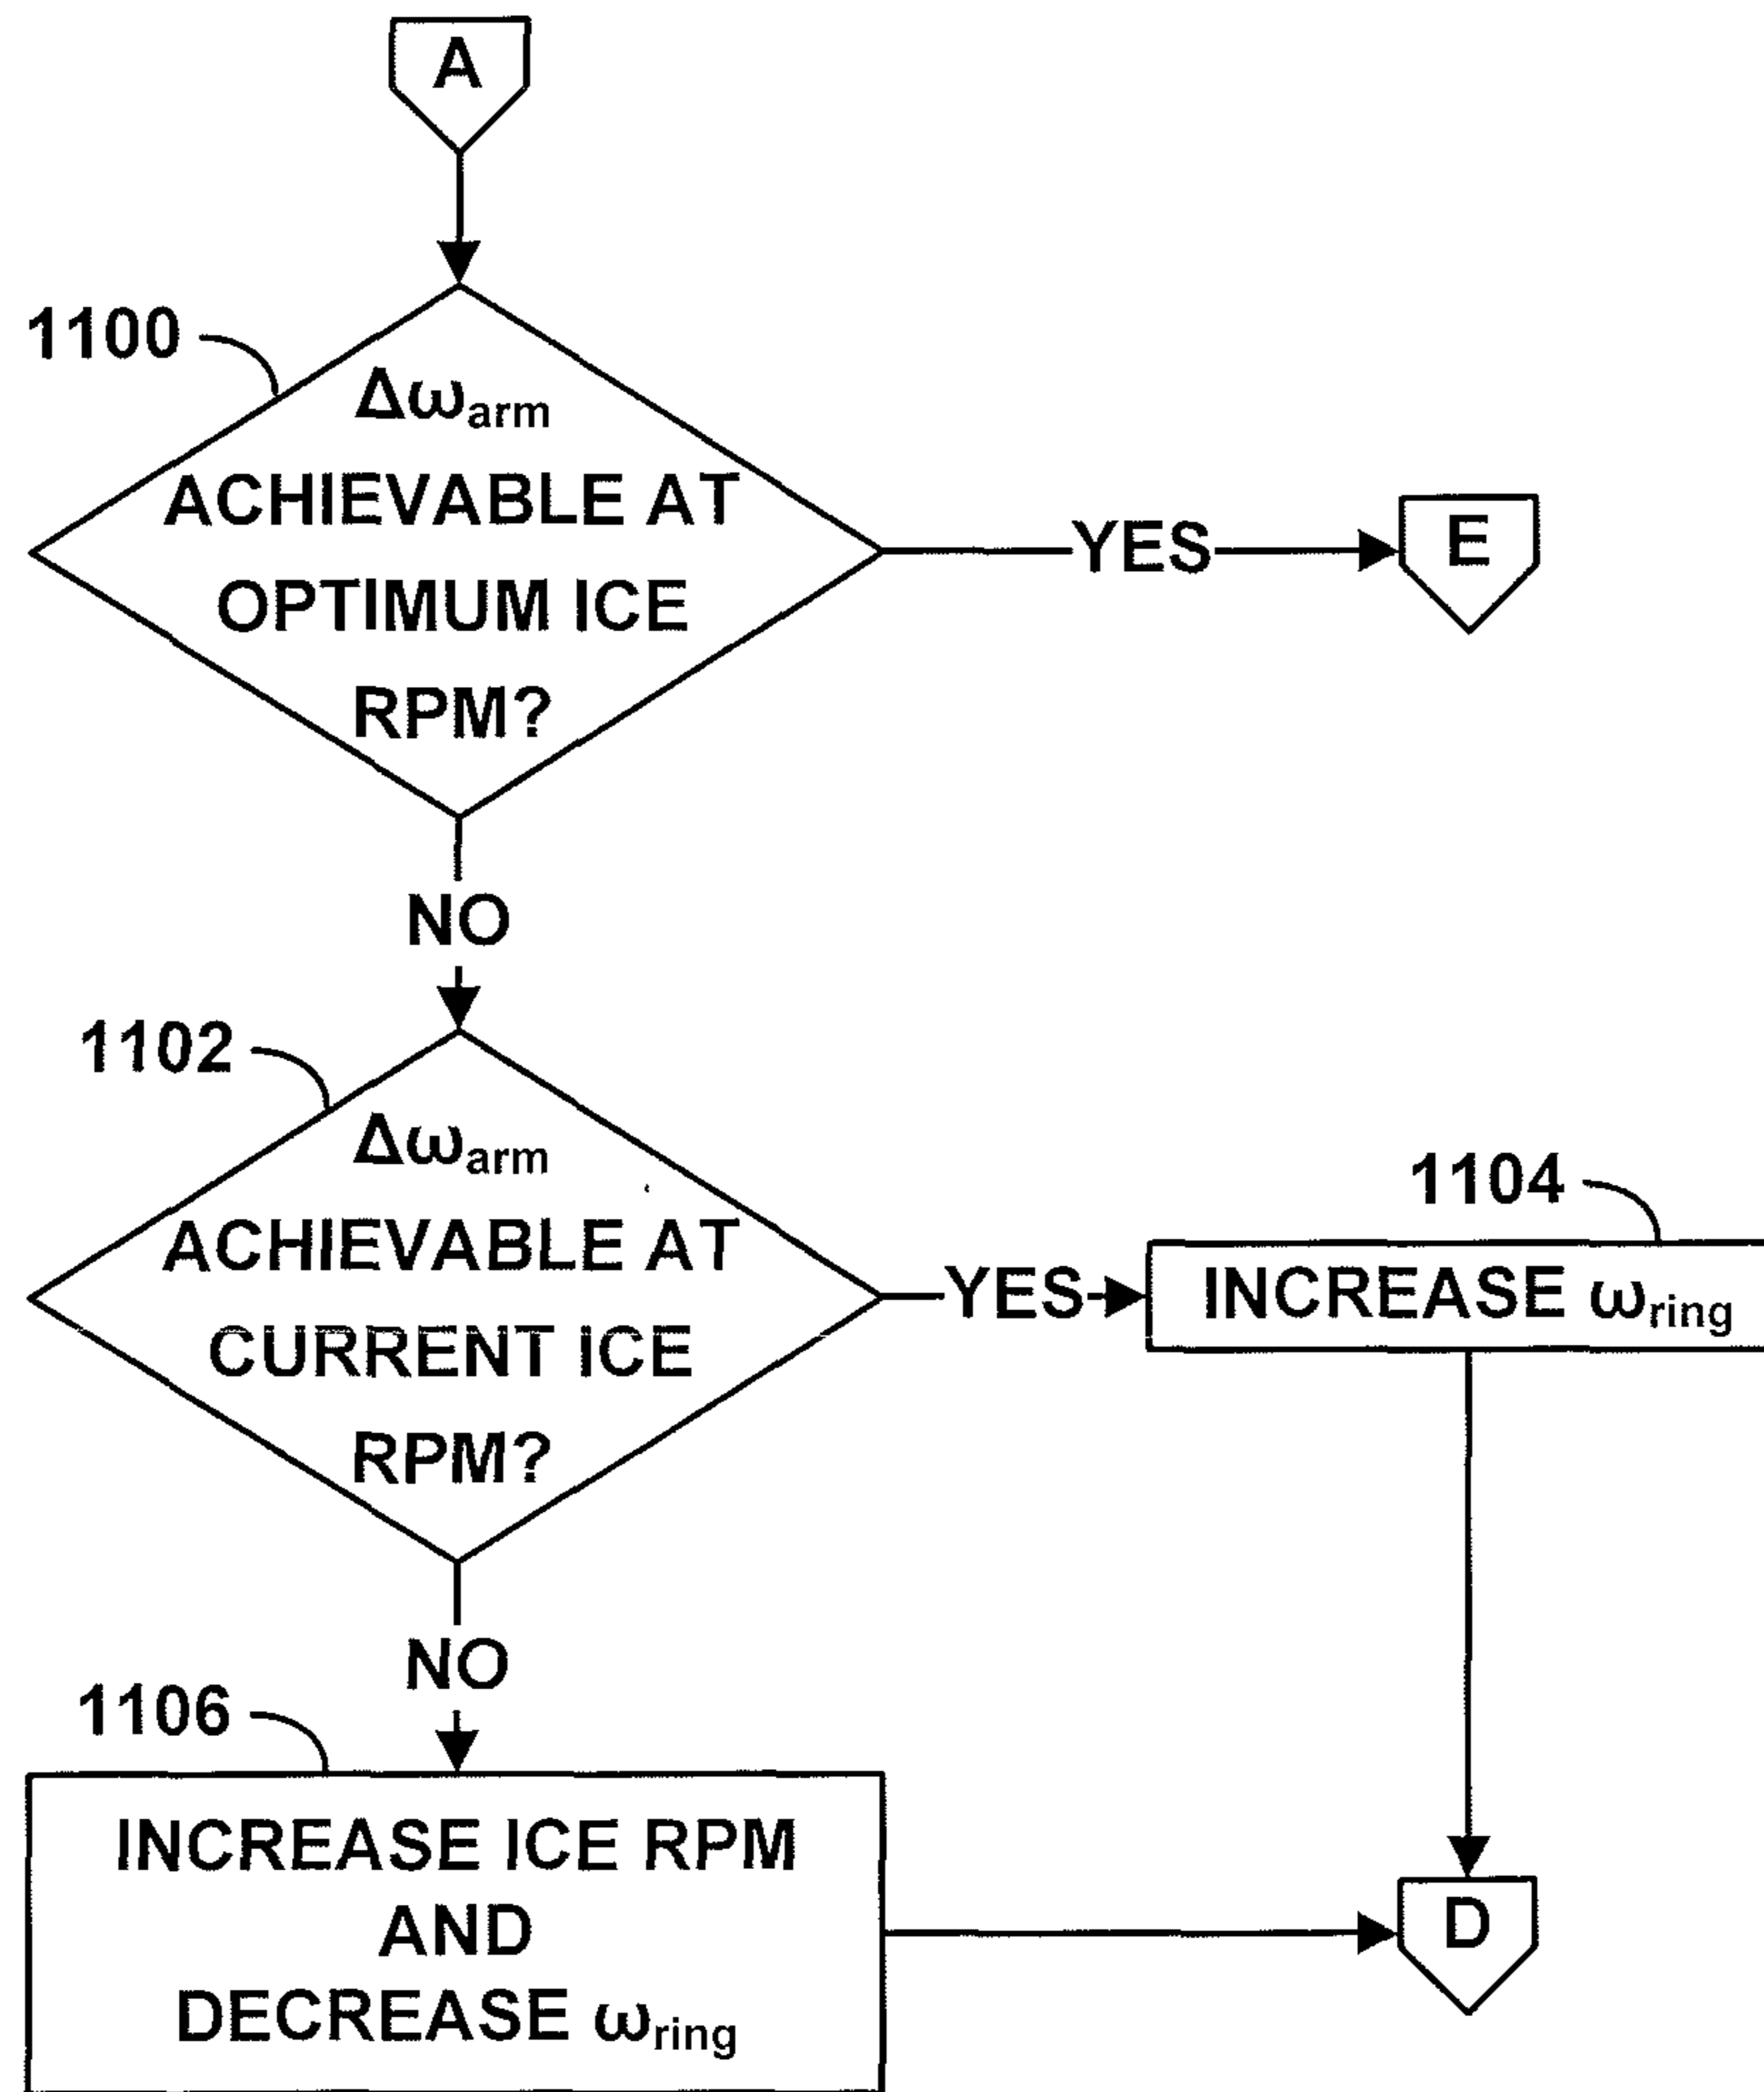 A
1100
Δωarm
ACHIEVABLE AT
OPTIMUM ICE
RPM?
YES
E
NO
1102
Δωarm
ACHIEVABLE AT
CURRENT ICE
RPM?
YES
1104
INCREASE ωring
NO
1106
INCREASE ICE RPM
AND
DECREASE ωring
D